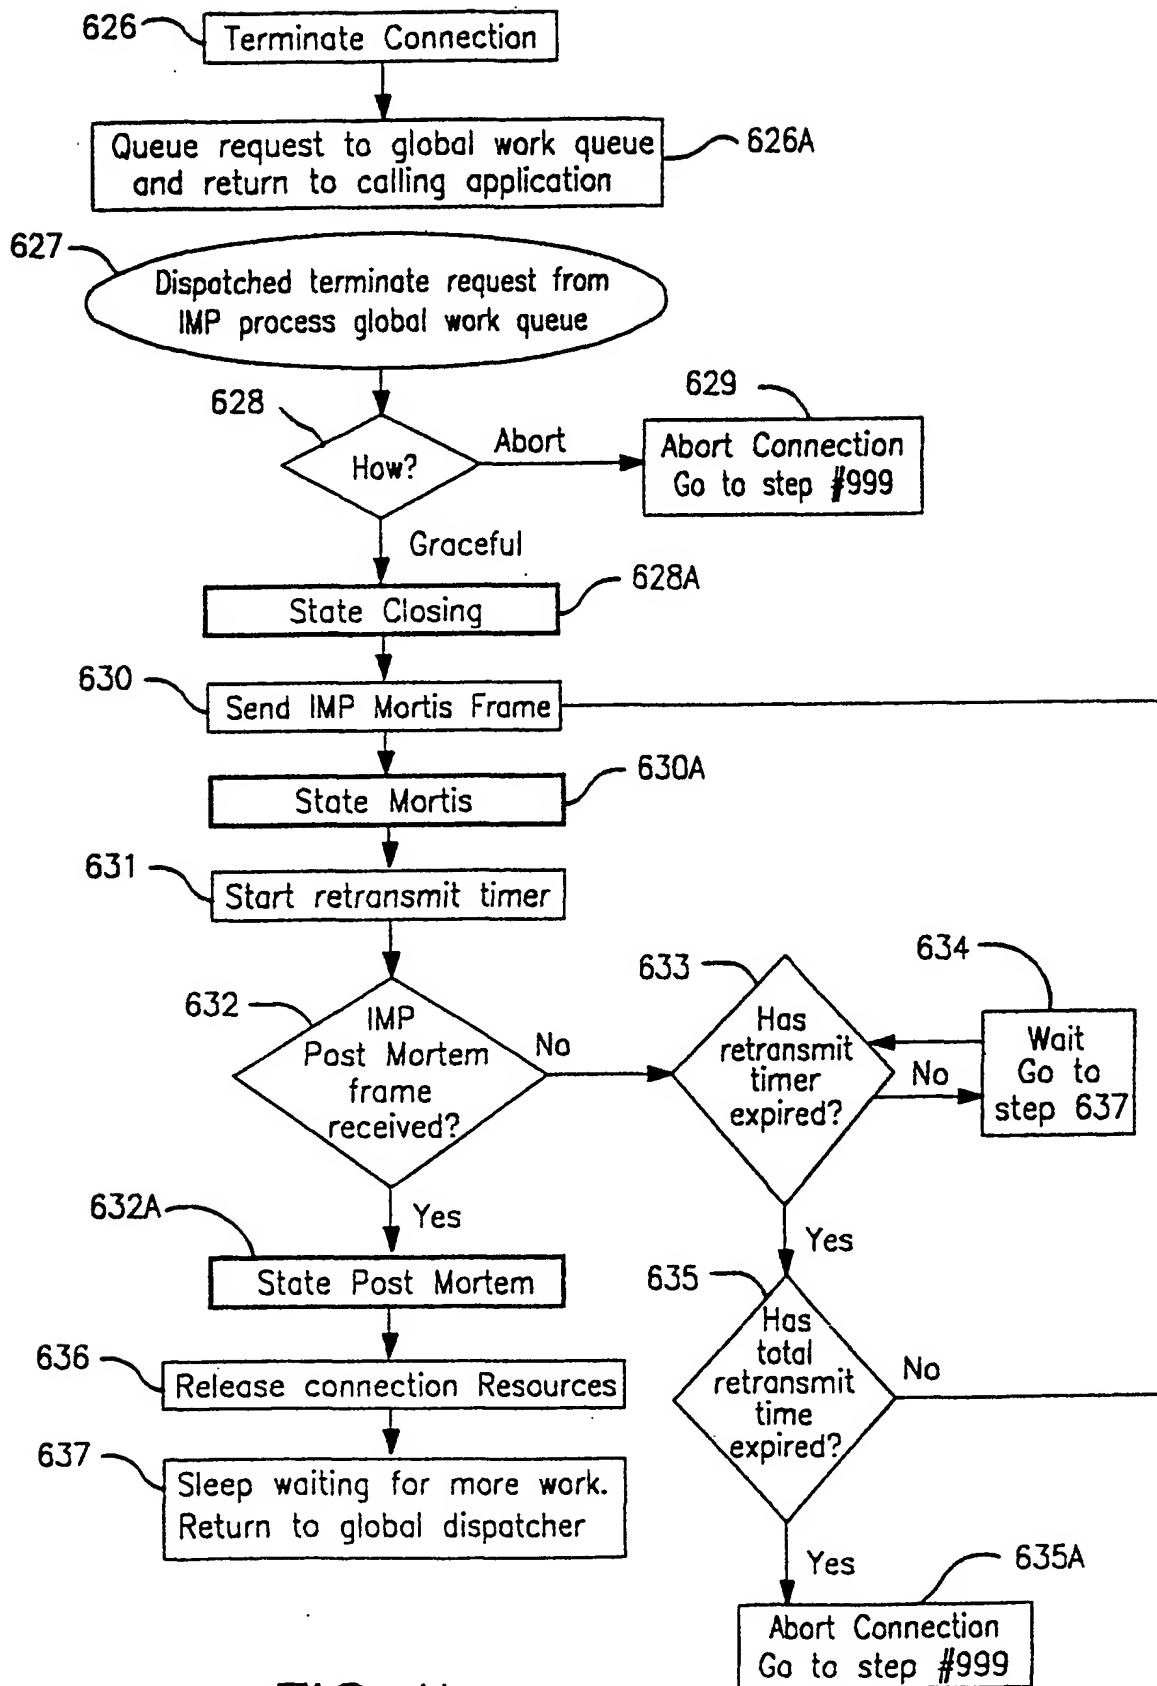 626
Terminate Connection
Queue request to global work queue
and return to calling application
626A
627
Dispatched terminate request from
IMP process global work queue
628
How?
Abort
629
Abort Connection
Go to step #999
Graceful
State Closing
628A
630
Send IMP Mortis Frame
State Mortis
630A
631
Start retransmit timer
632
IMP
Post Mortem
frame
received?
No
633
Has
retransmit
timer
expired?
No
634
Wait
Go to
step 637
Yes
632A
State Post Mortem
Yes
635
Has
total
retransmit
time
expired?
No
636
Release connection Resources
637
Sleep waiting for more work.
Return to global dispatcher
Yes
635A
Abort Connection
Go to step #999